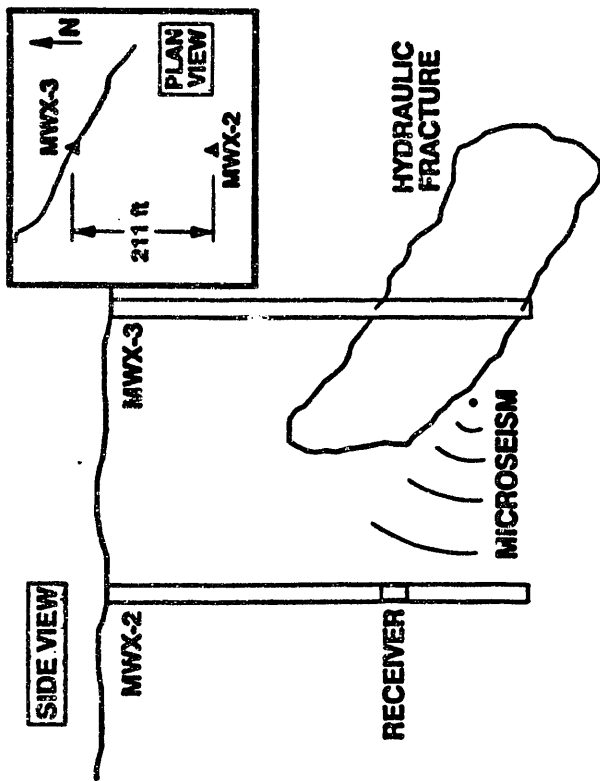 SIDE VIEW
MWX-2
RECEIVER
MICROSEISM
MWX-3
HYDRAULIC
FRACTURE
MWX-3
211 ft
MWX-2
PLAN
VIEW
N